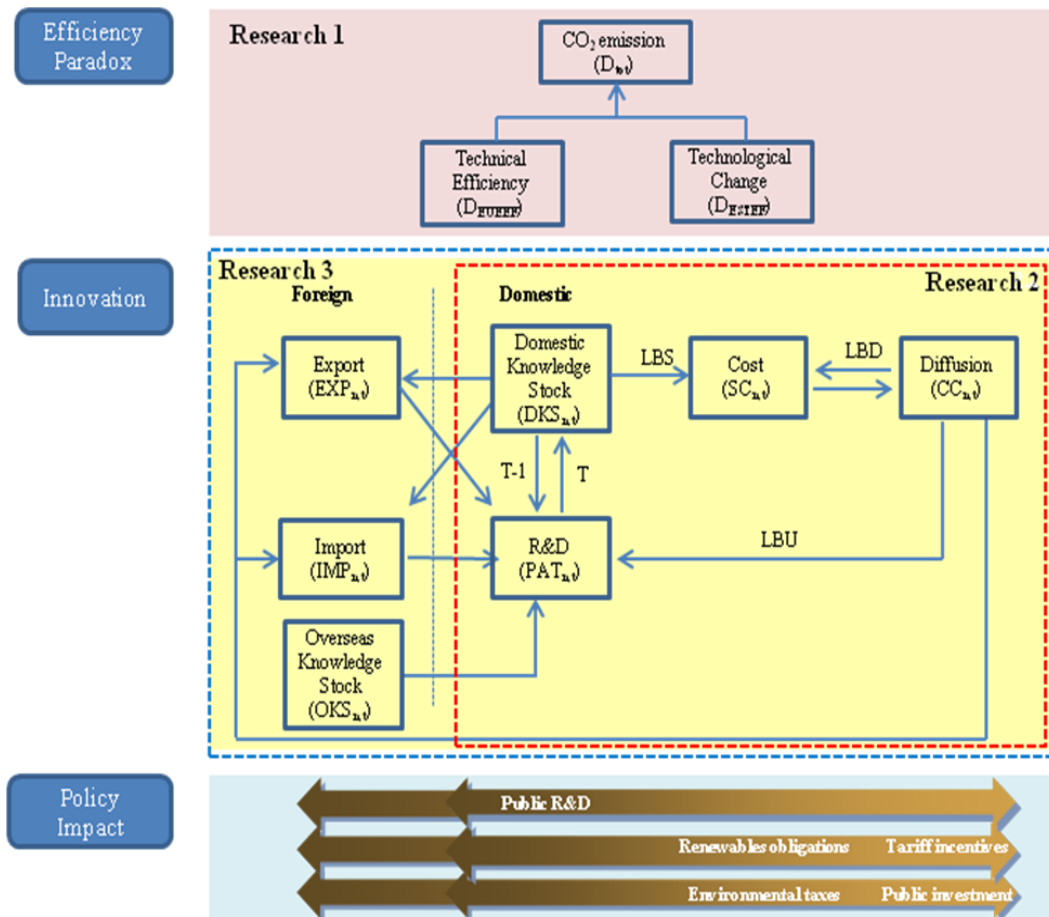 Efficiency
Paradox
Research 1
CO₂ emission
(Dₜₒₜ)
Technical
Efficiency
Technological
Change
Innovation
Research 3
Research 2
Foreign
Domestic
Export
(EXPₙ,ₜ)
Domestic
Knowledge
Stock
(DKSₙ,ₜ)
LBS
Cost
(SCₙ,ₜ)
LBD
Diffusion
(CCₙ,ₜ)
T-1
T
Import
(IMPₙ,ₜ)
R&D
(PATₙ,ₜ)
LBU
Overseas
Knowledge
Stock
(OKSₙ,ₜ)
Policy
Impact
Public R&D
Renewables obligations
Tariff incentives
Environmental taxes
Public investment